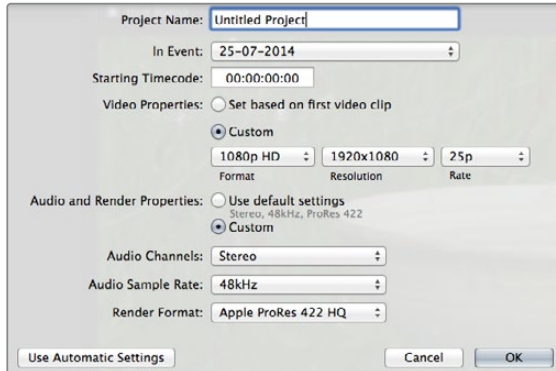 Project Name: Untitled Project
In Event: 25-07-2014
Starting Timecode: 00:00:00:00
Video Properties: Set based on first video clip
Custom
1080p HD 1920x1080 25p
Format Resolution Rate
Audio and Render Properties: Use default settings
Stereo, 48kHz, ProRes 422
Custom
Audio Channels: Stereo
Audio Sample Rate: 48kHz
Render Format: Apple ProRes 422 HQ
Use Automatic Settings Cancel OK